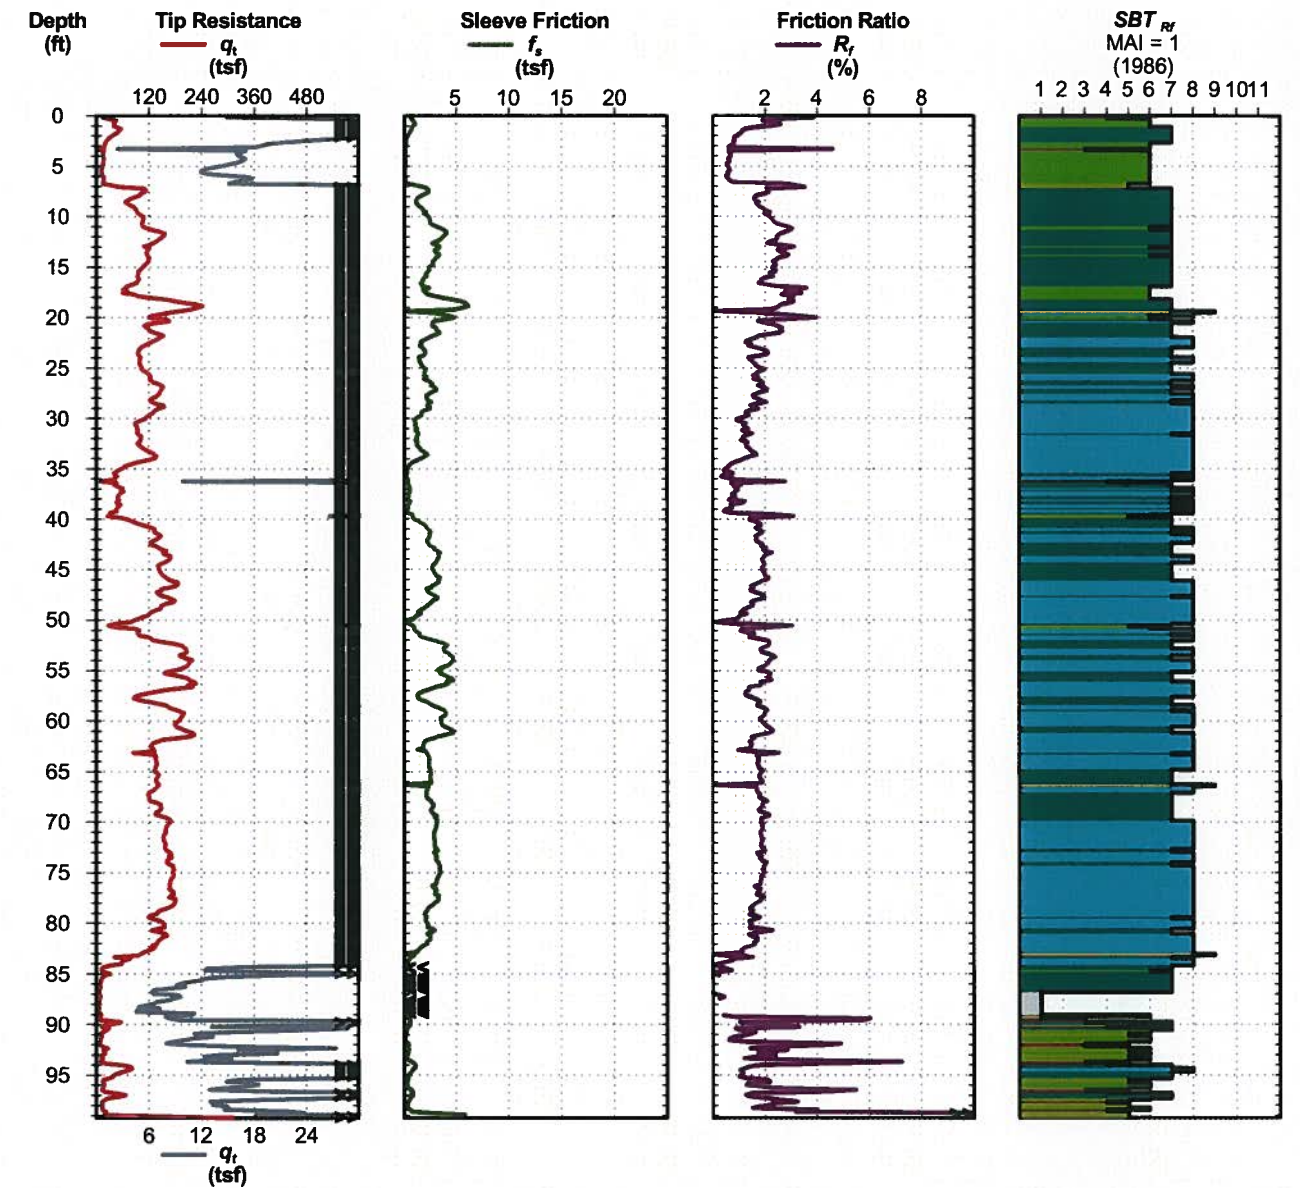 Depth Tip Resistance Sleeve Friction Friction Ratio SBT Rf
(ft) qt fs Rf MAI = 1
(tsf) (tsf) (%) (1986)
120 240 360 480 5 10 15 20 2 4 6 8 1 2 3 4 5 6 7 8 9 10 11
0
5
10
15
20
25
30
35
40
45
50
55
60
65
70
75
80
85
90
95
6 12 18 24
qt
(tsf)